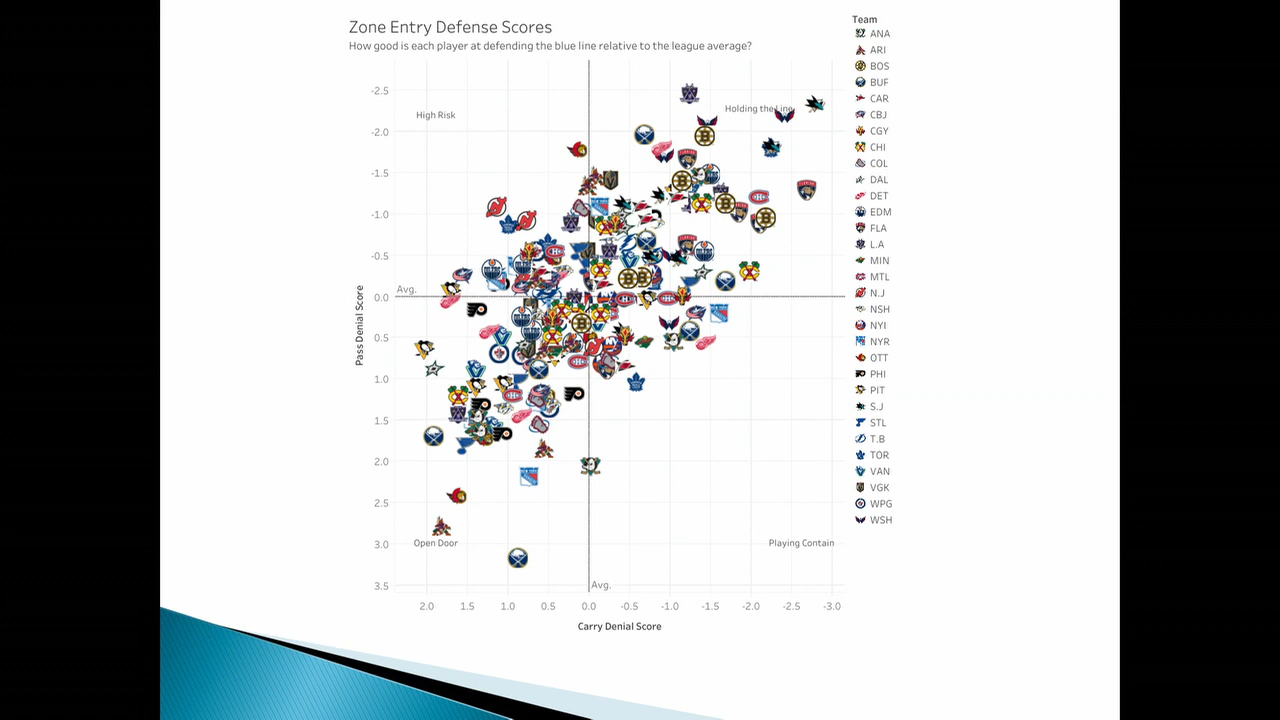 Zone Entry Defense Scores
How good is each player at defending the blue line relative to the league average?
Team
ANA
ARI
BOS
BUF
CAR
CBJ
CGY
CHI
COL
DAL
DET
EDM
FLA
L.A
MIN
MTL
N.J
NSH
NYI
NYR
OTT
PHI
PIT
S.J
STL
T.B
TOR
VAN
VGK
WPG
WSH
High Risk
Holding the Line
Avg.
Open Door
Playing Contain
Avg.
Pass Denial Score
-2.5
-2.0
-1.5
-1.0
-0.5
0.0
0.5
1.0
1.5
2.0
2.5
3.0
3.5
2.0 1.5 1.0 0.5 0.0 -0.5 -1.0 -1.5 -2.0 -2.5 -3.0
Carry Denial Score